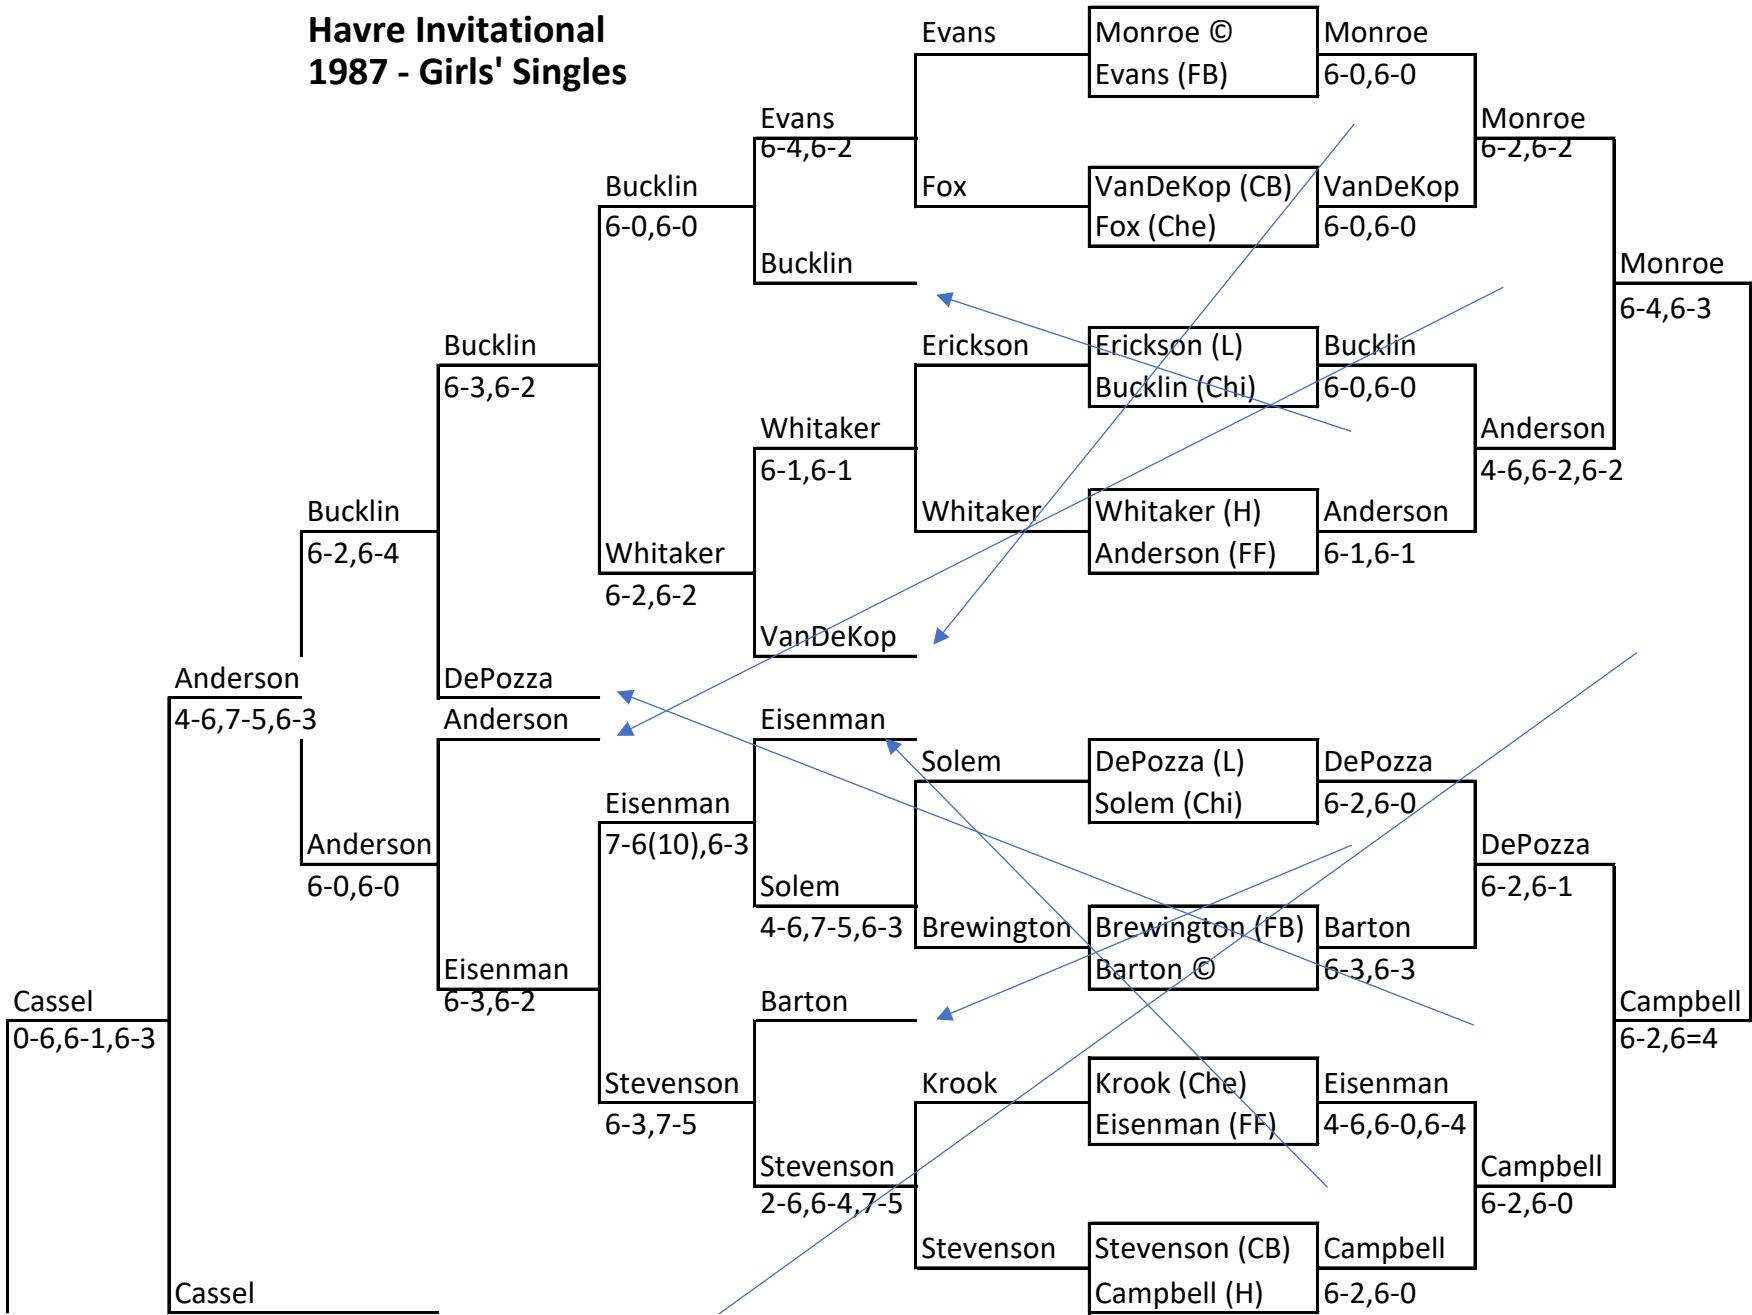 Havre Invitational
1987 - Girls' Singles
Evans
Monroe ©
Monroe
Evans (FB)
6-0,6-0
Evans
Monroe
6-4,6-2
6-2,6-2
Bucklin
Fox
VanDeKop (CB)
VanDeKop
6-0,6-0
Fox (Che)
6-0,6-0
Bucklin
Monroe
6-4,6-3
Bucklin
Erickson
Erickson (L)
Bucklin
6-3,6-2
Bucklin (Chi)
6-0,6-0
Whitaker
Anderson
6-1,6-1
4-6,6-2,6-2
Bucklin
Whitaker
Whitaker (H)
Anderson
6-2,6-4
Whitaker
Anderson (FF)
6-1,6-1
6-2,6-2
VanDeKop
Anderson
DePozza
4-6,7-5,6-3
Anderson
Eisenman
Solem
DePozza (L)
DePozza
Eisenman
Solem (Chi)
6-2,6-0
Anderson
7-6(10),6-3
DePozza
6-0,6-0
Solem
6-2,6-1
4-6,7-5,6-3
Brewington
Brewington (FB)
Barton
Eisenman
Barton ©
6-3,6-3
6-3,6-2
Cassel
Barton
Campbell
0-6,6-1,6-3
6-2,6=4
Stevenson
Krook
Krook (Che)
Eisenman
6-3,7-5
Eisenman (FF)
4-6,6-0,6-4
Stevenson
Campbell
2-6,6-4,7-5
6-2,6-0
Stevenson
Stevenson (CB)
Campbell
Cassel
Campbell (H)
6-2,6-0